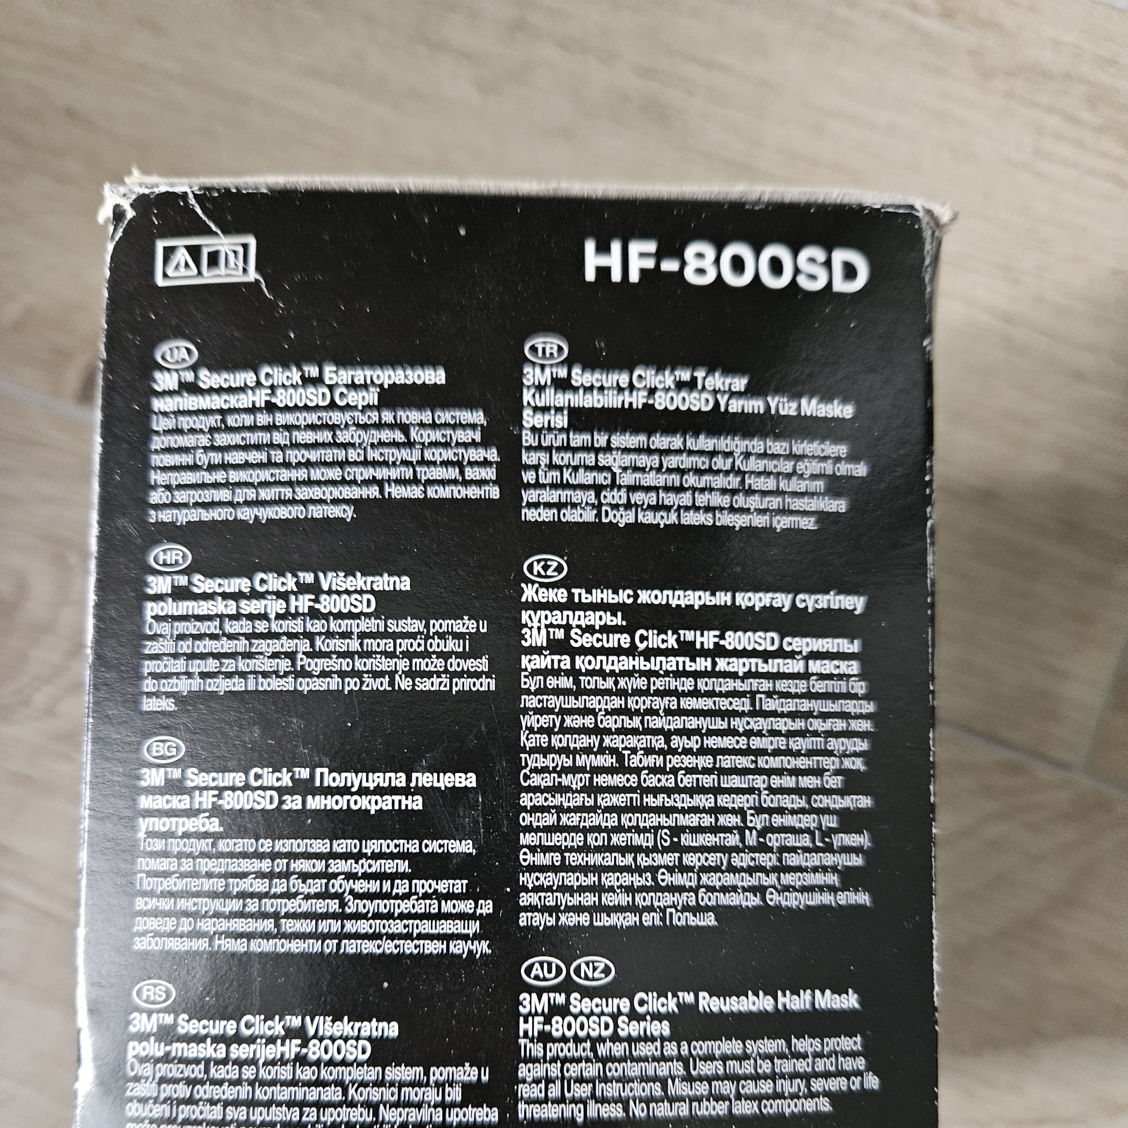 HF-800SD
UA
3M™ Secure Click™ Багаторазова
напівмаскаHF-800SD Серії
Цей продукт, коли він використовується як повна система,
допомагає захистити від певних забруднень. Користувачі
повинні бути навчені та прочитати всі Інструкції користувача.
Неправильне використання може спричинити травми, важкі
або загрозливі для життя захворювання. Немає компонентів
з натурального каучукового латексу.
HR
3M™ Secure Click™ Višekratna
polumaska serije HF-800SD
Ovaj proizvod, kada se koristi kao kompletni sustav, pomaže u
zaštiti od određenih zagađenja. Korisnik mora proći obuku i
pročitati upute za korištenje. Pogrešno korištenje može dovesti
do ozbiljnih ozljeda ili bolesti opasnih po život. Ne sadrži prirodni
lateks.
BG
3M™ Secure Click™ Полуцяла лецева
маска HF-800SD за многократна
употреба.
Този продукт, когато се използва като цялостна система,
помага за предпазване от някои замърсители.
Потребителите трябва да бъдат обучени и да прочетат
всички инструкции за потребителя. Злоупотребата може да
доведе до наранявания, тежки или животозастрашаващи
заболявания. Няма компоненти от латекс/естествен каучук.
RS
3M™ Secure Click™ VIšekratna
polu-maska serijeHF-800SD
Ovaj proizvod, kada se koristi kao kompletan sistem, pomaže u
zaštiti protiv određenih kontaminanata. Korisnici moraju biti
obučeni i pročitati sva uputstva za upotrebu. Nepravilna upotreba
TR
3M™ Secure Click™ Tekrar
KullanılabilirHF-800SD Yarım Yüz Maske
Serisi
Bu ürün tam bir sistem olarak kullanıldığında bazı kirleticilere
karşı koruma sağlamaya yardımcı olur Kullanıcılar eğitimli olmalı
ve tüm Kullanıcı Talimatlarını okumalıdır. Hatalı kullanım
yaralanmaya, ciddi veya hayati tehlike oluşturan hastalıklara
neden olabilir. Doğal kauçuk lateks bileşenleri içermez.
KZ
Жеке тыныс жолдарын қорғау сүзгілеу
құралдары.
3M™ Secure Click™HF-800SD сериялы
қайта қолданылатын жартылай маска
Бұл өнім, толық жүйе ретінде қолданылған кезде белгілі бір
ластаушылардан қорғауға көмектеседі. Пайдаланушыларды
үйрету және барлық пайдаланушы нұсқауларын оқыған жөн.
Қате қолдану жарақатқа, ауыр немесе өмірге қауіпті ауруды
тудыруы мүмкін. Табиғи резеңке латекс компоненттері жоқ.
Сақал-мұрт немесе баска беттегі шаштар өнім мен бет
арасындағы қажетті нығыздыққа кедергі болады, сондықтан
ондай жағдайда қолданылмаған жөн. Бұл өнімдер үш
мөлшерде қол жетімді (S - кішкентай, M - орташа, L - үлкен).
Өнімге техникалық қызмет көрсету әдістері: пайдаланушы
нұсқауларын қараңыз. Өнімді жарамдылық мерзімінің
аяқталуынан кейін қолдануға болмайды. Өндірушінің елінің
атауы және шыққан елі: Польша.
AU NZ
3M™ Secure Click™ Reusable Half Mask
HF-800SD Series
This product, when used as a complete system, helps protect
against certain contaminants. Users must be trained and have
read all User Instructions. Misuse may cause injury, severe or life
threatening illness. No natural rubber latex components.